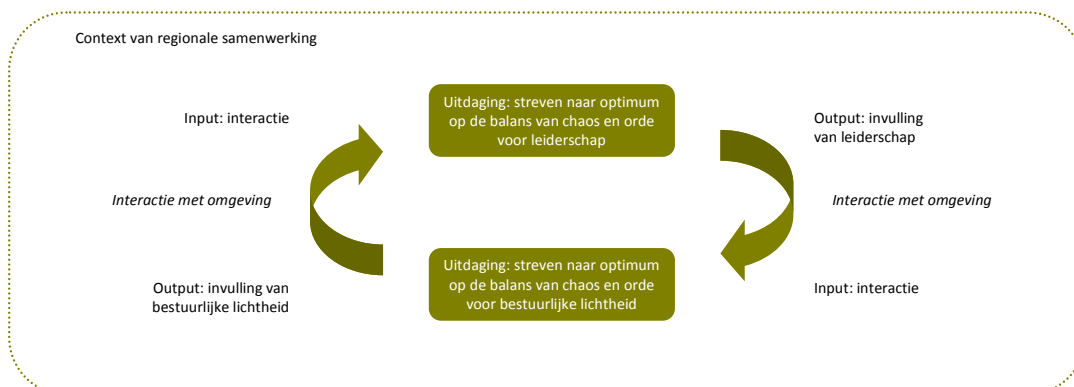 Context van regionale samenwerking
Input: interactie
Uitdaging: streven naar optimum
op de balans van chaos en orde
voor leiderschap
Output: invulling
van leiderschap
Interactie met omgeving
Interactie met omgeving
Output: invulling van
bestuurlijke lichtheid
Uitdaging: streven naar optimum
op de balans van chaos en orde
voor bestuurlijke lichtheid
Input: interactie